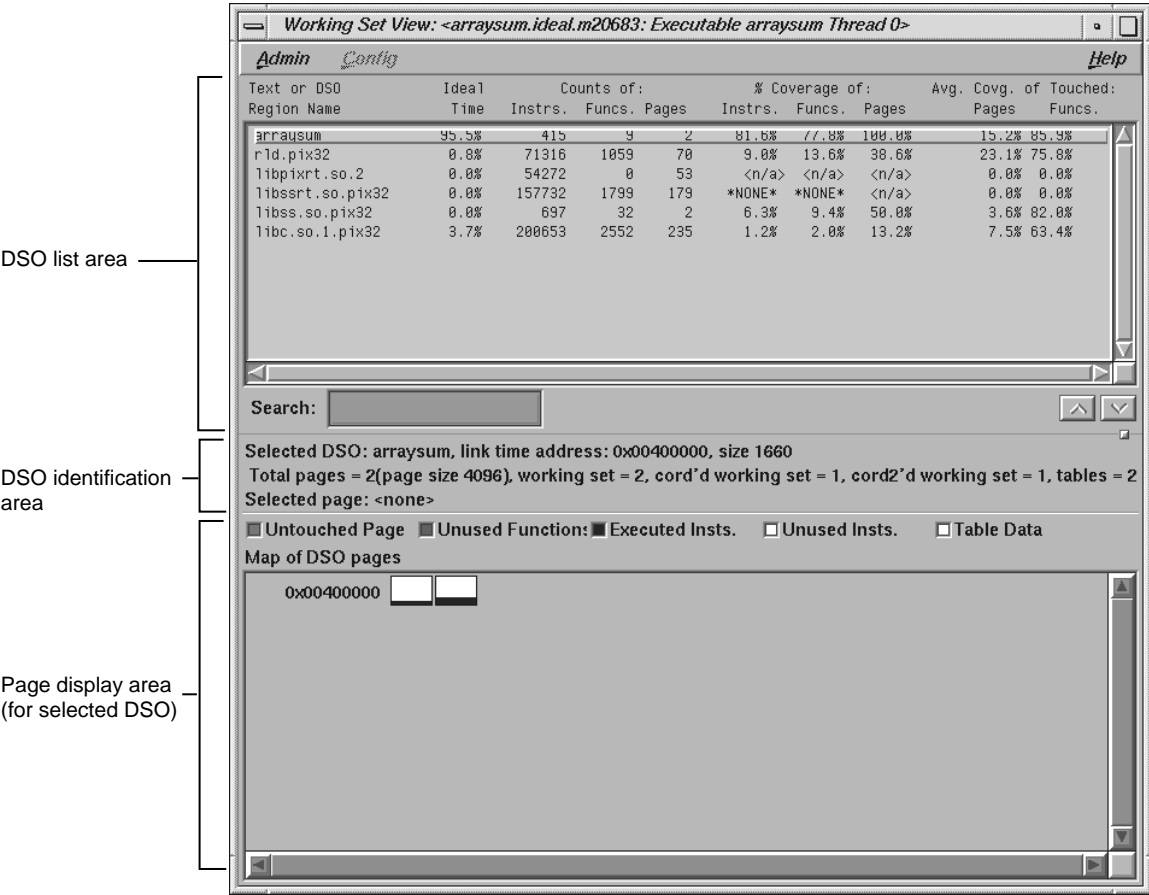 Working Set View: <arraysum.ideal.m20683: Executable arraysum Thread 0>
Admin Config Help
Text or DSO Ideal Counts of: % Coverage of: Avg. Covg. of Touched:
Region Name Time Instrs. Funcs. Pages Instrs. Funcs. Pages Pages Funcs.
arraysum 95.5% 415 9 2 81.6% 77.8% 100.0% 15.2% 85.9%
rld.pix32 0.8% 71316 1059 70 9.0% 13.6% 38.6% 23.1% 75.8%
libpixrt.so.2 0.0% 54272 0 53 <n/a> <n/a> <n/a> 0.0% 0.0%
libssrt.so.pix32 0.0% 157732 1799 179 *NONE* *NONE* <n/a> 0.0% 0.0%
libss.so.pix32 0.0% 697 32 2 6.3% 9.4% 50.0% 3.6% 82.0%
libc.so.1.pix32 3.7% 200653 2552 235 1.2% 2.0% 13.2% 7.5% 63.4%
DSO list area
Search:
Selected DSO: arraysum, link time address: 0x00400000, size 1660
Total pages = 2(page size 4096), working set = 2, cord'd working set = 1, cord2'd working set = 1, tables = 2
Selected page: <none>
DSO identification
area
Untouched Page Unused Functions Executed Insts. Unused Insts. Table Data
Map of DSO pages
0x00400000
Page display area
(for selected DSO)